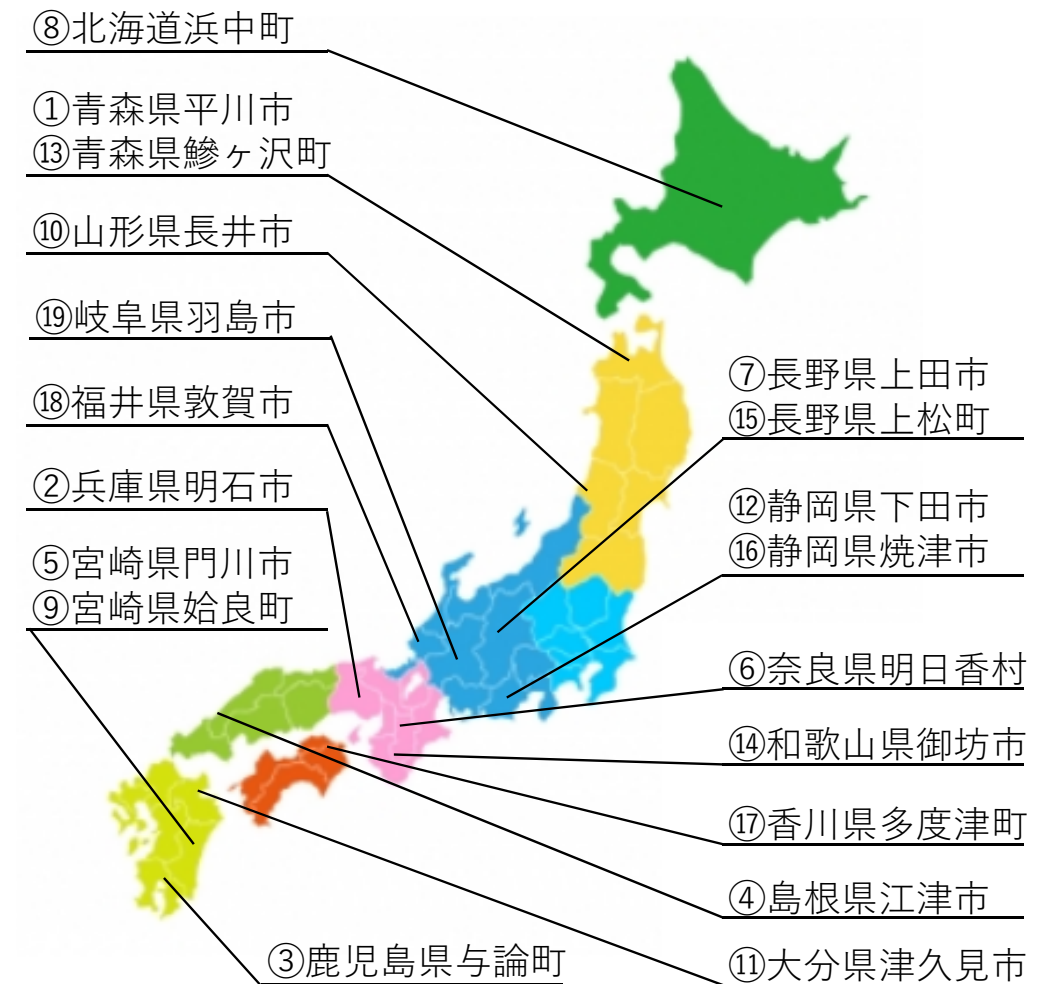 ⑧北海道浜中町
①青森県平川市
⑬青森県鰺ヶ沢町
⑩山形県長井市
⑲岐阜県羽島市
⑱福井県敦賀市
②兵庫県明石市
⑤宮崎県門川市
⑨宮崎県姶良町
③鹿児島県与論町
⑦長野県上田市
⑮長野県上松町
⑫静岡県下田市
⑯静岡県焼津市
⑥奈良県明日香村
⑭和歌山県御坊市
⑰香川県多度津町
④島根県江津市
⑪大分県津久見市